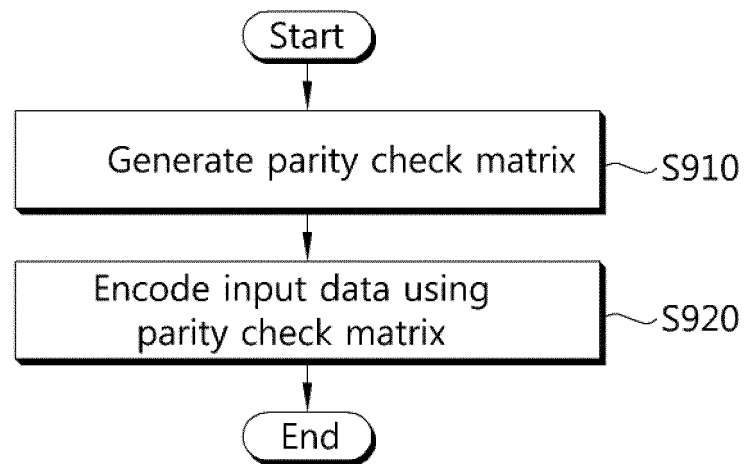 Start
Generate parity check matrix
S910
Encode input data using
parity check matrix
S920
End